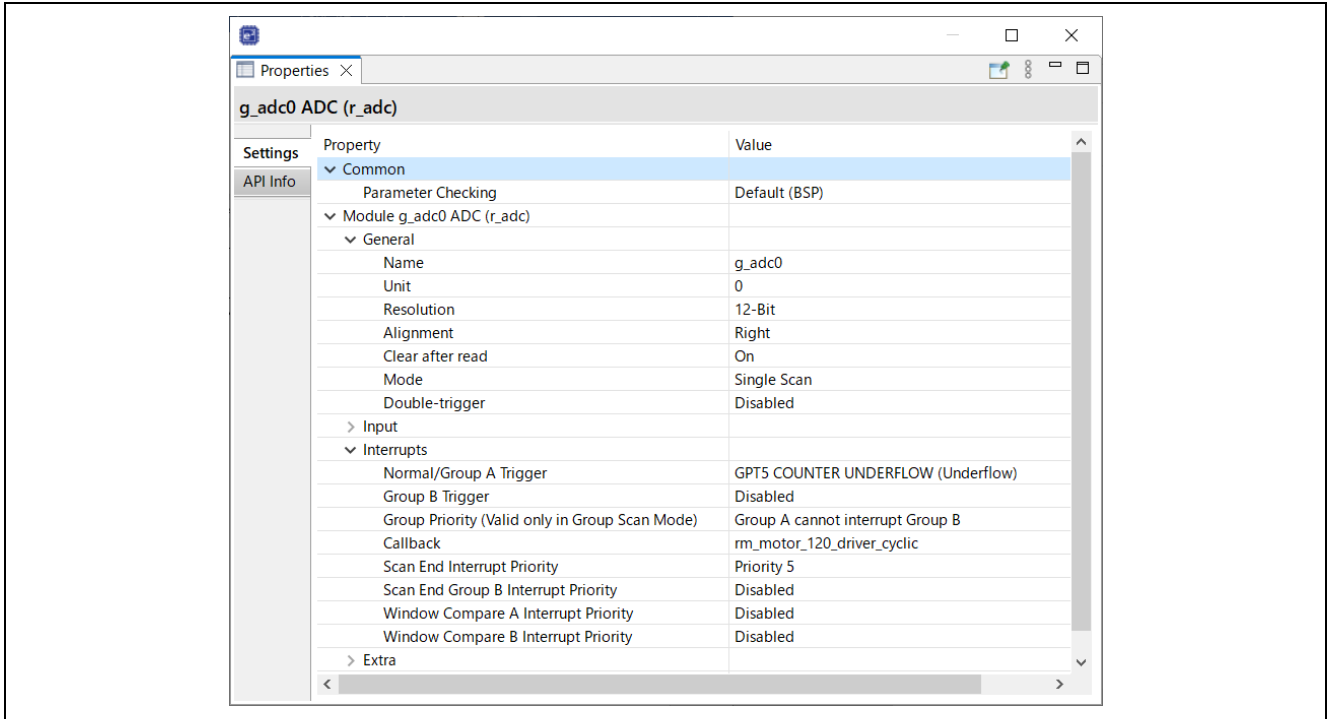 Properties
g_adc0 ADC (r_adc)
Settings
API Info
Property Value
Common
Parameter Checking Default (BSP)
Module g_adc0 ADC (r_adc)
General
Name g_adc0
Unit 0
Resolution 12-Bit
Alignment Right
Clear after read On
Mode Single Scan
Double-trigger Disabled
Input
Interrupts
Normal/Group A Trigger GPT5 COUNTER UNDERFLOW (Underflow)
Group B Trigger Disabled
Group Priority (Valid only in Group Scan Mode) Group A cannot interrupt Group B
Callback rm_motor_120_driver_cyclic
Scan End Interrupt Priority Priority 5
Scan End Group B Interrupt Priority Disabled
Window Compare A Interrupt Priority Disabled
Window Compare B Interrupt Priority Disabled
Extra